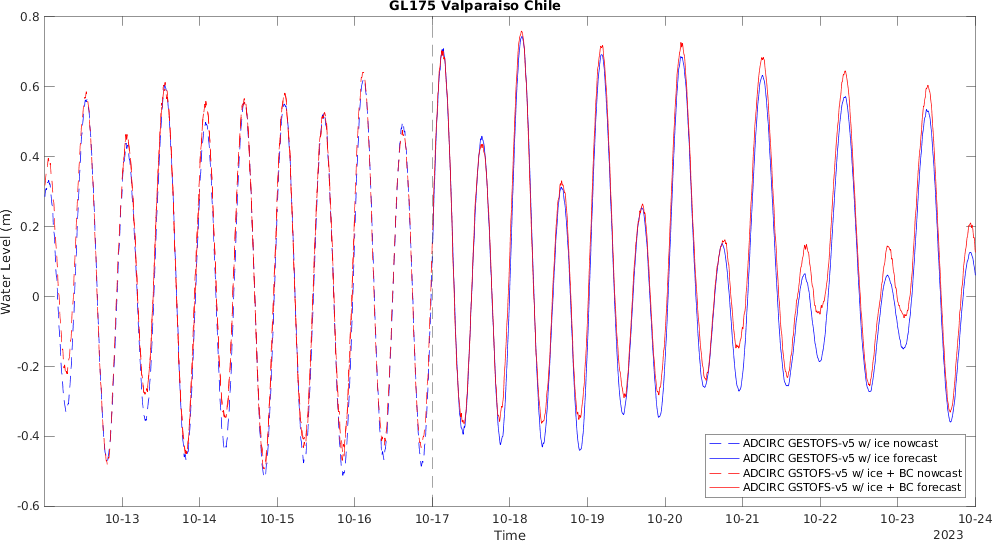 GL175 Valparaiso Chile
0.8
0.6
0.4
0.2
0
-0.2
-0.4
-0.6
Water Level (m)
ADCIRC GESTOFS-v5 w/ ice nowcast
ADCIRC GESTOFS-v5 w/ ice forecast
ADCIRC GSTOFS-v5 w/ ice + BC nowcast
ADCIRC GSTOFS-v5 w/ ice + BC forecast
10-13 10-14 10-15 10-16 10-17 10-18 10-19 10-20 10-21 10-22 10-23 10-24
Time
2023